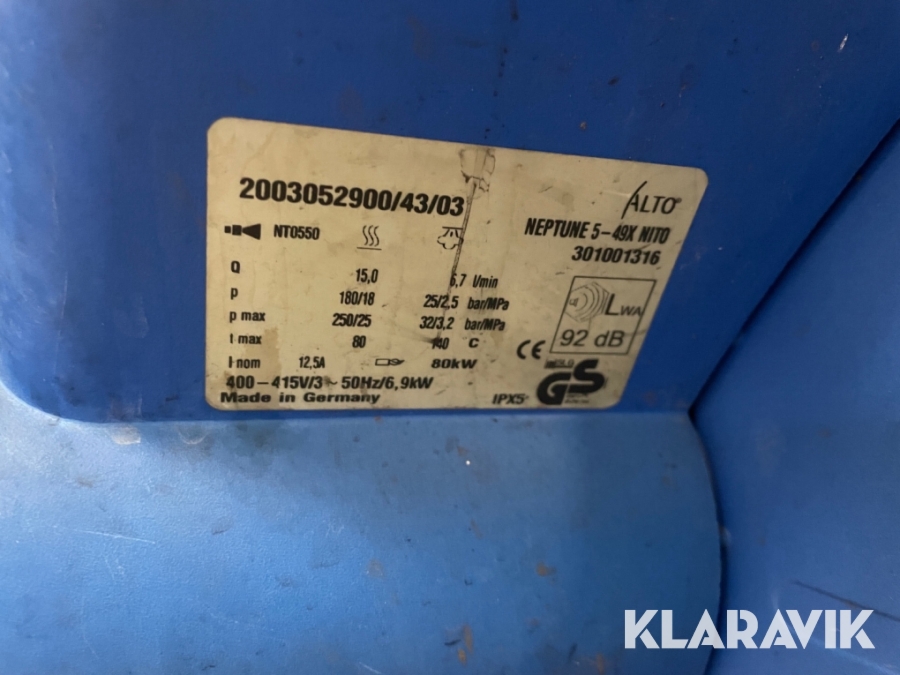 2003052900/43/03
ALTO
NEPTUNE 5-49X NITO
301001316
NT0550
Q 15,0 6,7 l/min
p 180/18 25/2,5 bar/MPa
p max 250/25 32/3,2 bar/MPa
t max 80 140 C
I nom 12,5A 80kW
400-415V/3~50Hz/6,9kW
Made in Germany
LWA
92 dB
CE
GS
IPX5
KLARAVIK